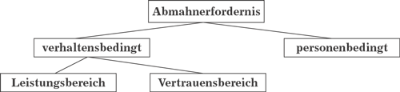 Abmahnerfordernis
verhaltensbedingt
personenbedingt
Leistungsbereich
Vertrauensbereich